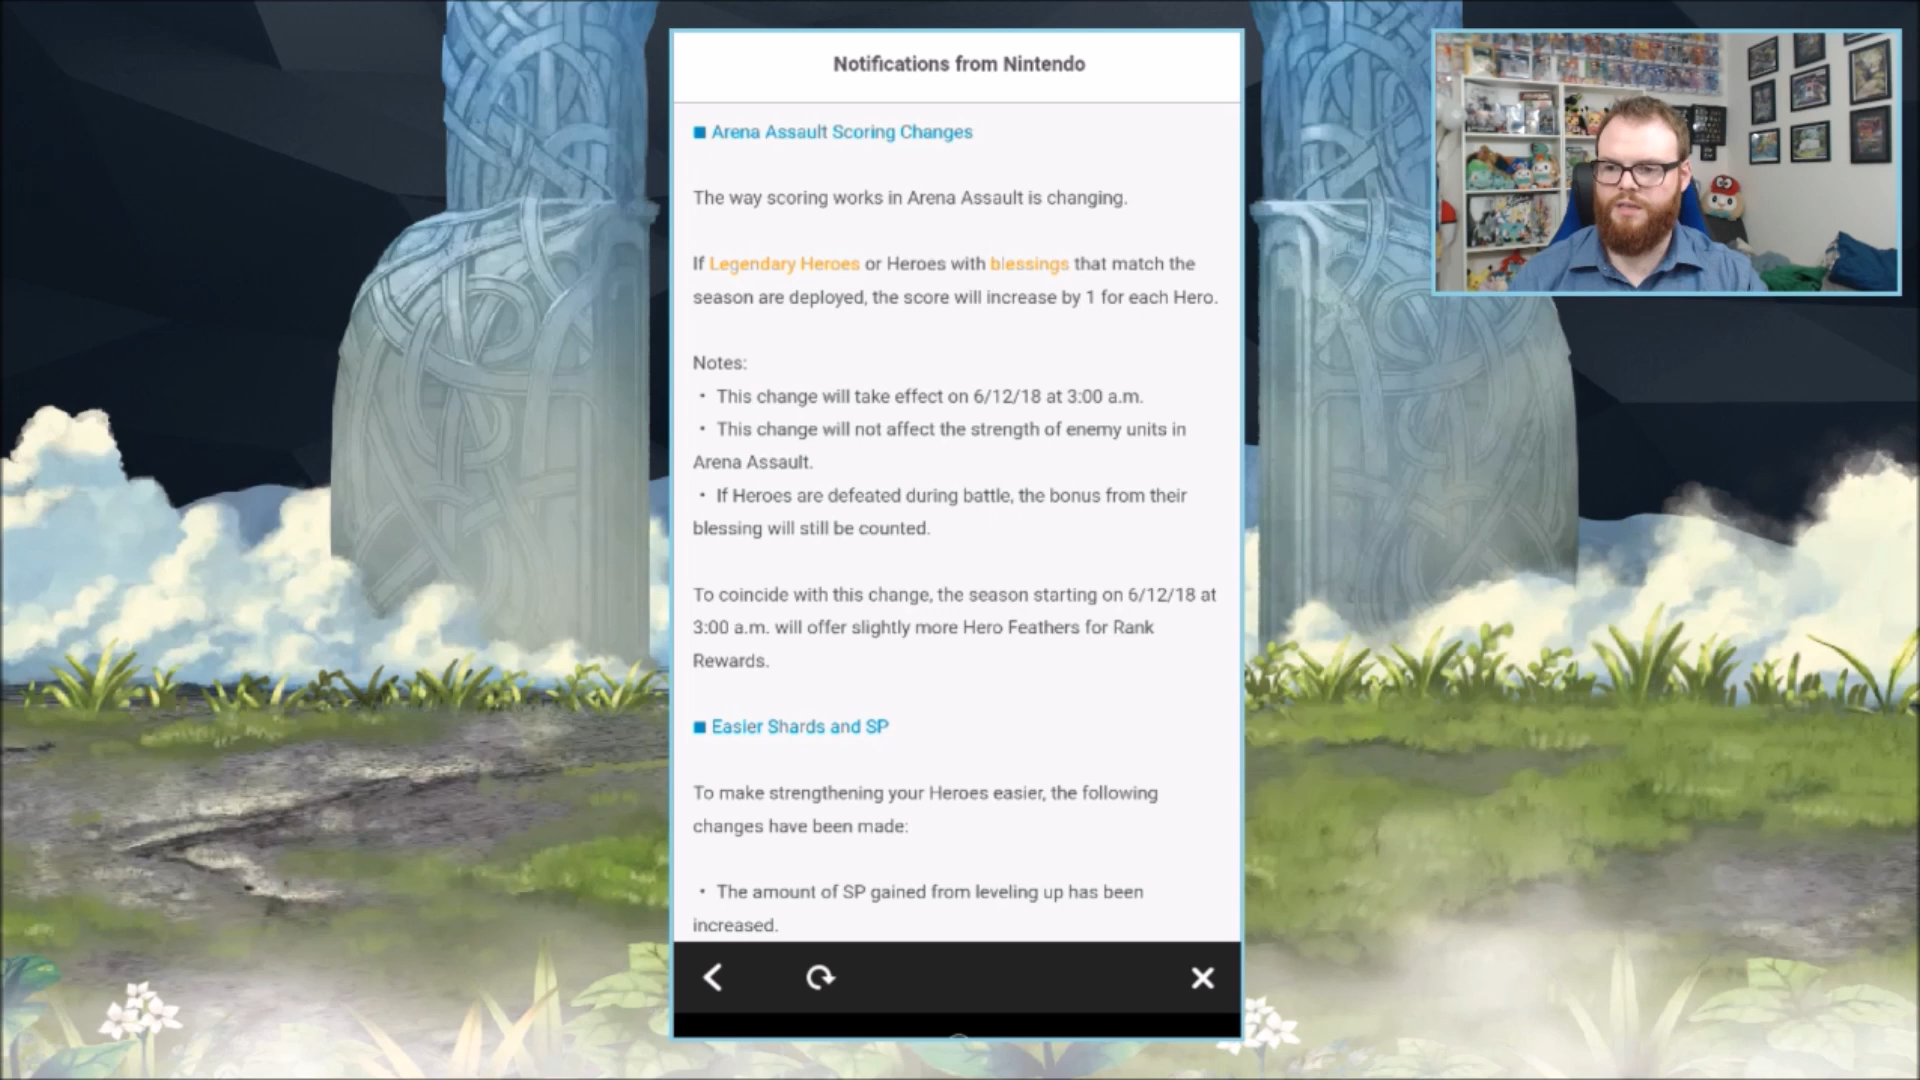 Notifications from Nintendo
■ Arena Assault Scoring Changes
The way scoring works in Arena Assault is changing.
If Legendary Heroes or Heroes with blessings that match the
season are deployed, the score will increase by 1 for each Hero.
Notes:
・ This change will take effect on 6/12/18 at 3:00 a.m.
・ This change will not affect the strength of enemy units in
Arena Assault.
・ If Heroes are defeated during battle, the bonus from their
blessing will still be counted.
To coincide with this change, the season starting on 6/12/18 at
3:00 a.m. will offer slightly more Hero Feathers for Rank
Rewards.
■ Easier Shards and SP
To make strengthening your Heroes easier, the following
changes have been made:
・ The amount of SP gained from leveling up has been
increased.